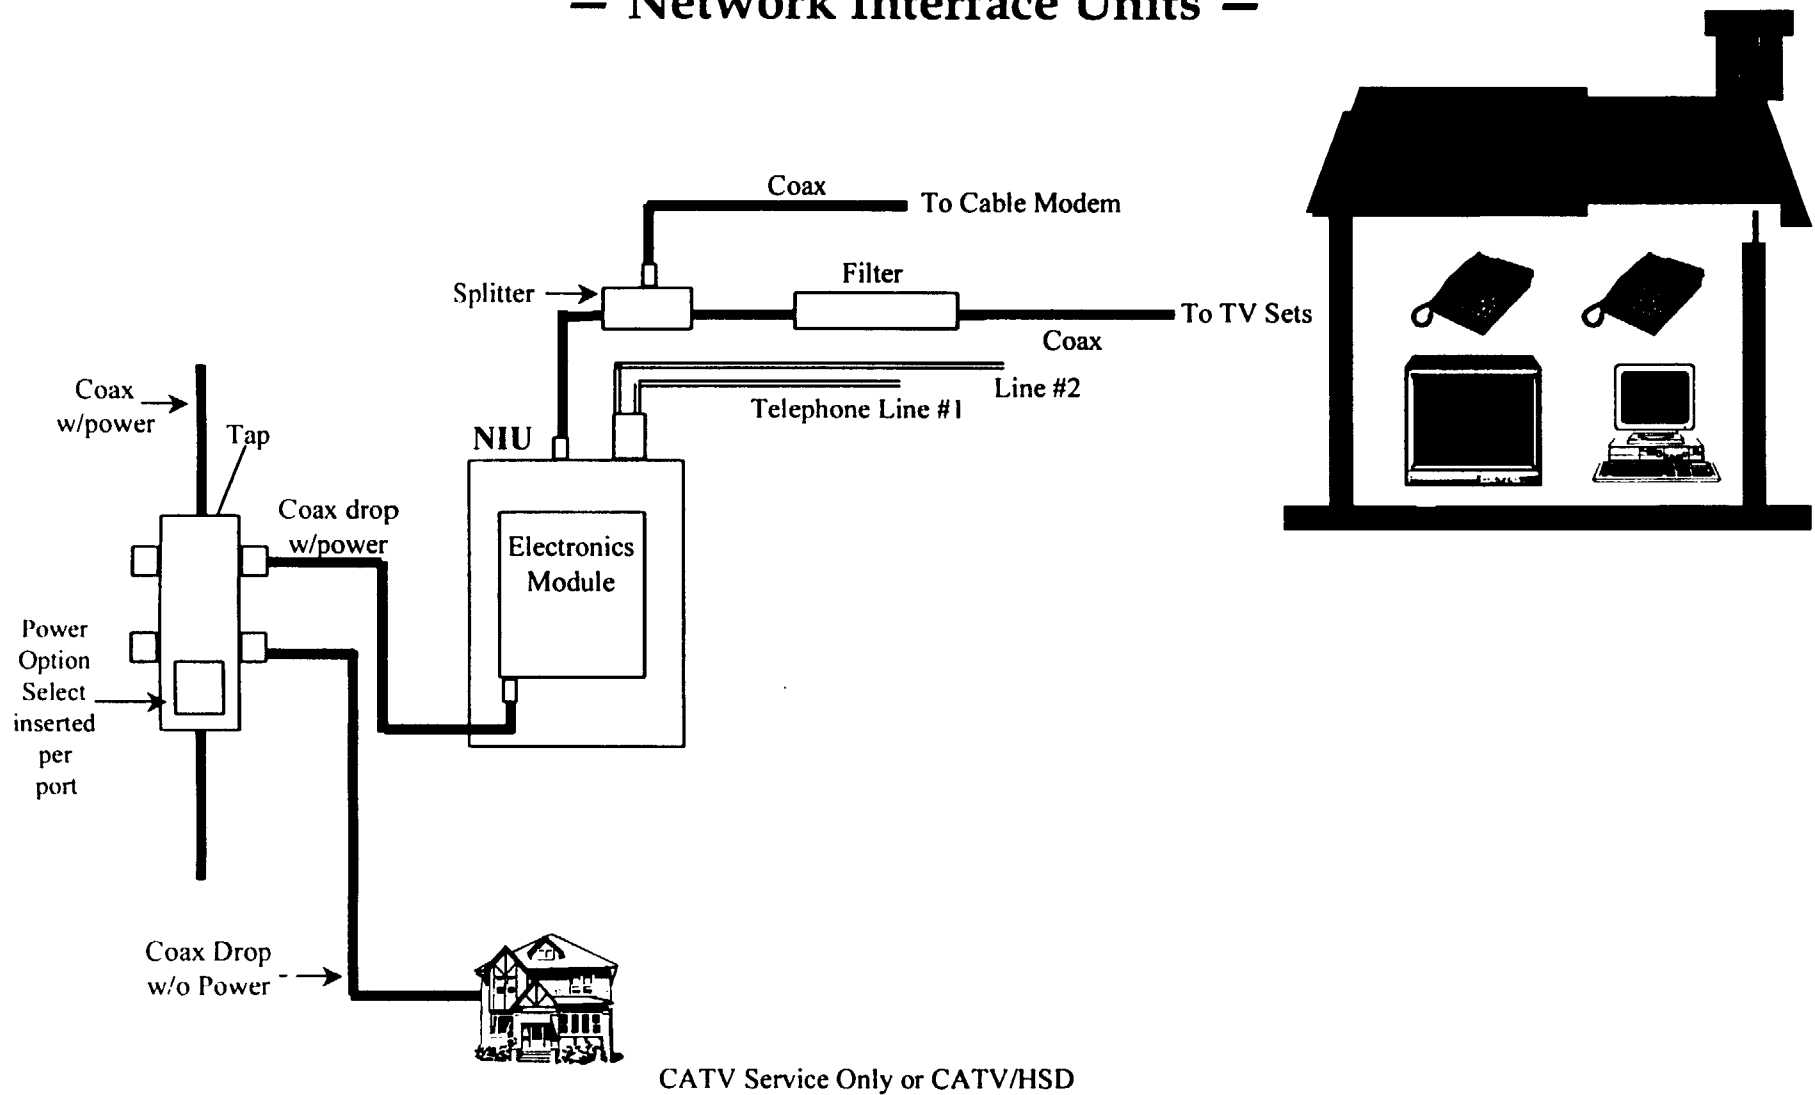 — Network Interface Units —
Coax
To Cable Modem
Splitter
Filter
To TV Sets
Coax
Line #2
Telephone Line #1
Coax
w/power
Tap
NIU
Coax drop
w/power
Electronics
Module
Power
Option
Select
inserted
per
port
Coax Drop
w/o Power
CATV Service Only or CATV/HSD